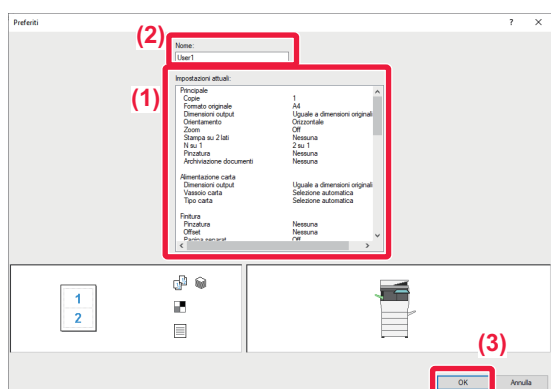 Preferiti ? ×
(2)
Nome:
User1
(1)
Impostazioni attuali:
Principale
Copie 1
Formato originale A4
Dimensioni output Uguale a dimensioni originali
Orientamento Orizzontale
Zoom Off
Stampa su 2 lati Nessuna
N su 1 2 su 1
Pinzatura Nessuna
Archiviazione documenti Nessuna
Alimentazione carta
Dimensioni output Uguale a dimensioni originali
Vassoio carta Selezione automatica
Tipo carta Selezione automatica
Finitura
Pinzatura Nessuna
Offset Nessuna
Pagina separat. Off
1
2
(3)
OK Annulla